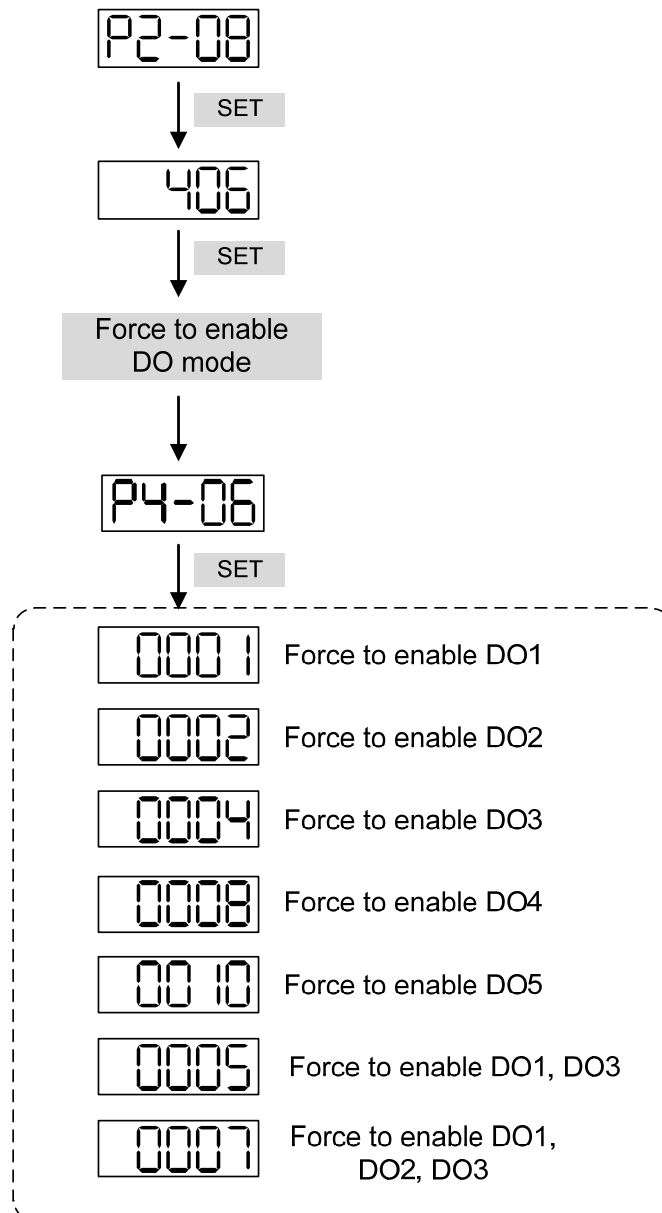 P2-08
SET
406
SET
Force to enable
DO mode
P4-06
SET
0001 Force to enable DO1
0002 Force to enable DO2
0004 Force to enable DO3
0008 Force to enable DO4
0010 Force to enable DO5
0005 Force to enable DO1, DO3
0007 Force to enable DO1,
DO2, DO3